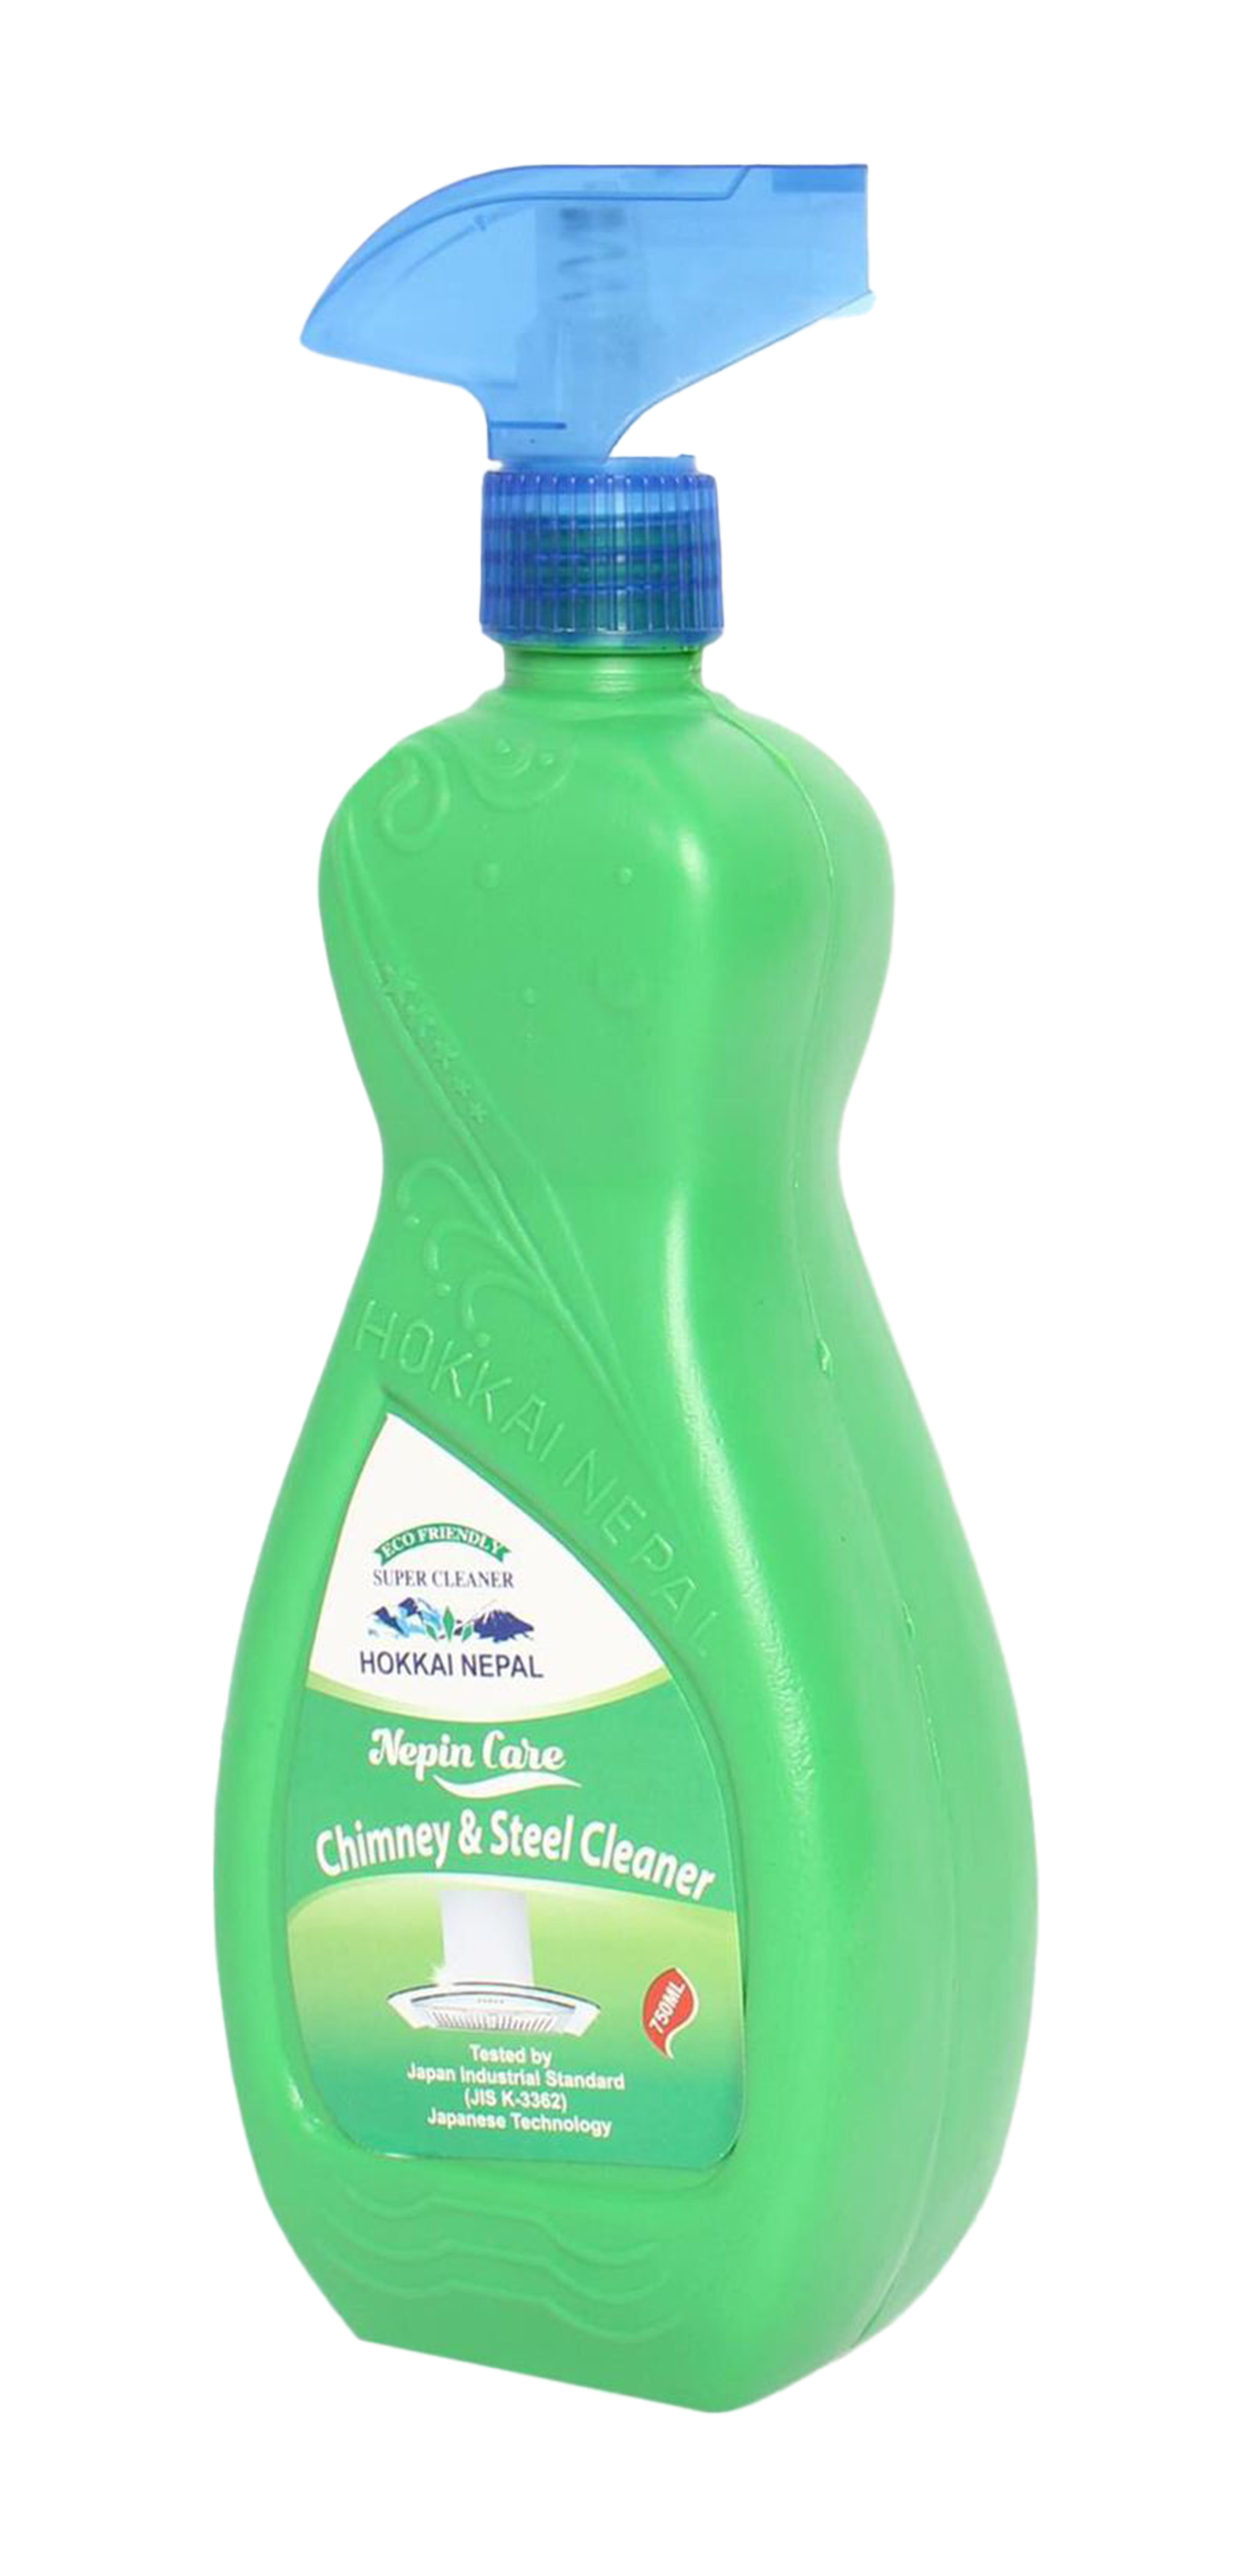 HOKKAI NEPAL
ECO FRIENDLY
SUPER CLEANER
HOKKAI NEPAL
Nepin Care
Chimney & Steel Cleaner
750ML
Tested by
Japan Industrial Standard
(JIS K-3362)
Japanese Technology